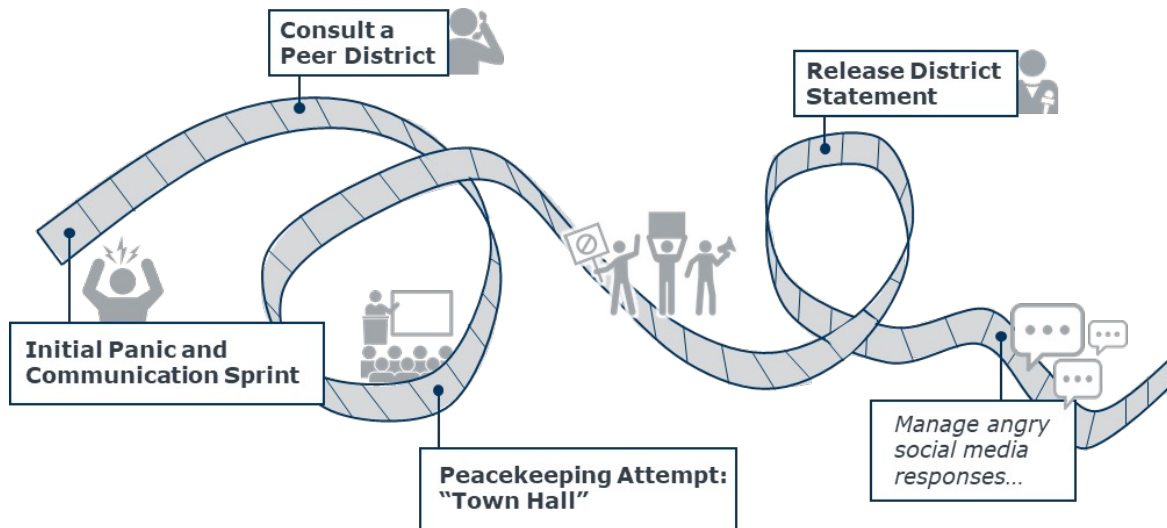 Consult a
Peer District
Release District
Statement
Initial Panic and
Communication Sprint
Peacekeeping Attempt:
“Town Hall”
Manage angry
social media
responses…